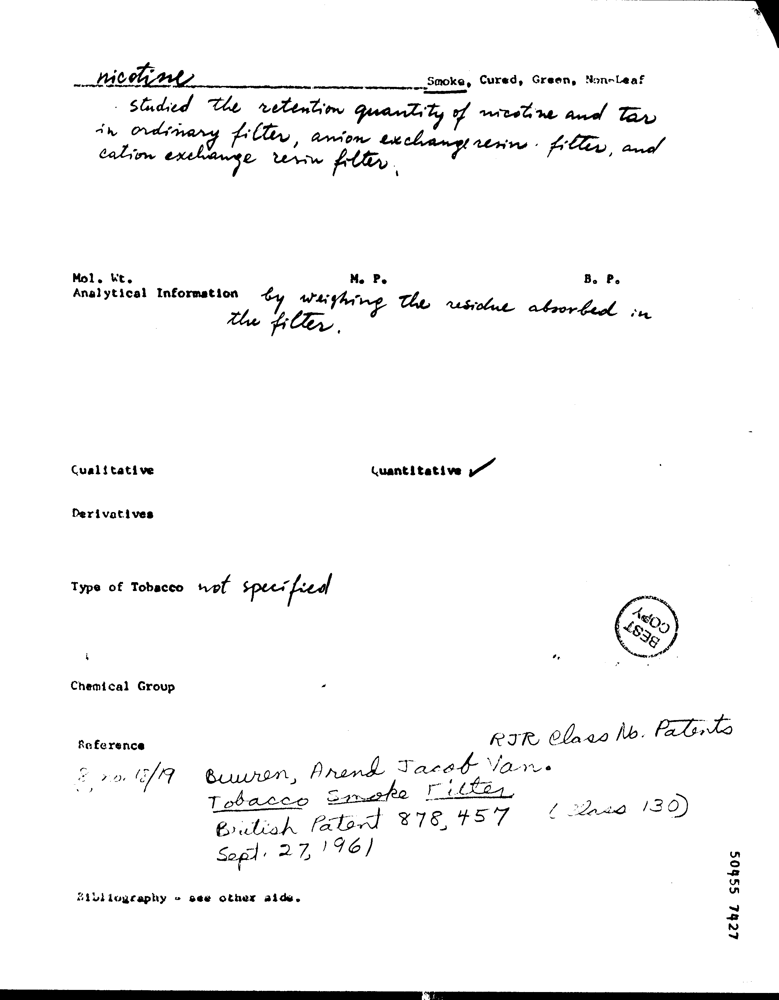 nicotine Smoke, Cured, Green, Non-Leaf
studied the retention quantity of nicotine and tar
in ordinary filter, anion exchange resin filter, and
cation exchange resin filter.
Mol. Wt. M. P. B. P.
Analytical Information by weighing the residue absorbed in
the filter.
Qualitative Quantitative ✓
Derivatives
Type of Tobacco not specified
BEST
COPY
Chemical Group
RJR Class No. Patents
Reference
18/19 Buuren, Arend Jacob Van.
Tobacco Smoke Filter
British Patent 878,457 (Class 130)
Sept. 27, 1961
Bibliography - see other side.
50955 7427